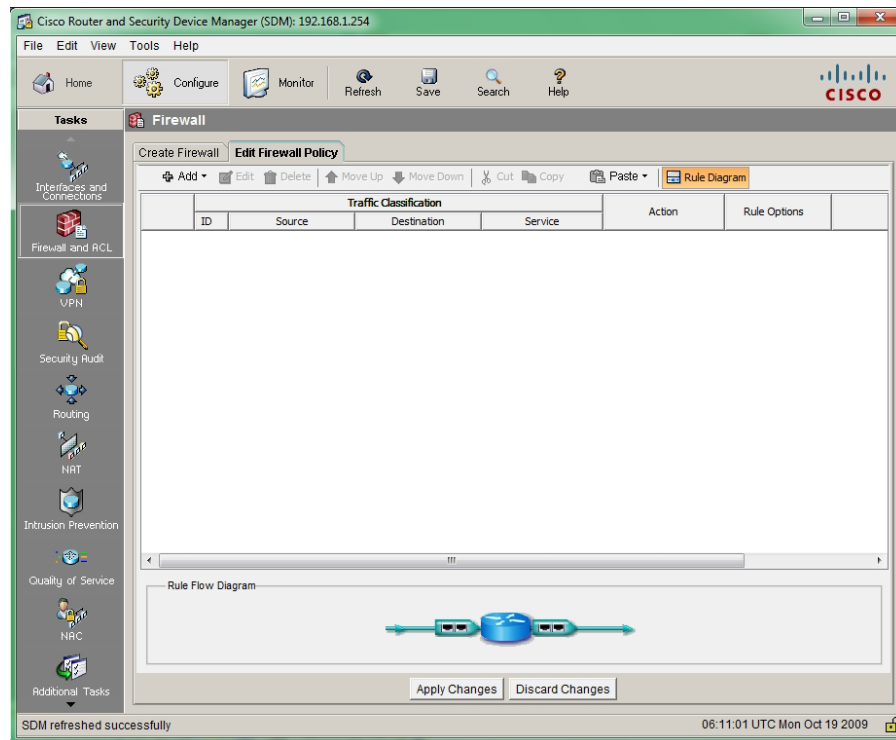 Cisco Router and Security Device Manager (SDM): 192.168.1.254
File Edit View Tools Help
Home
Configure
Monitor
Refresh
Save
Search
Help
CISCO
Tasks
Firewall
Interfaces and
Connections
Firewall and ACL
VPN
Security Audit
Routing
NAT
Intrusion Prevention
Quality of Service
NAC
Additional Tasks
Create Firewall
Edit Firewall Policy
Add
Edit
Delete
Move Up
Move Down
Cut
Copy
Paste
Rule Diagram
Traffic Classification
Action
Rule Options
ID
Source
Destination
Service
Rule Flow Diagram
Apply Changes
Discard Changes
SDM refreshed successfully
06:11:01 UTC Mon Oct 19 2009